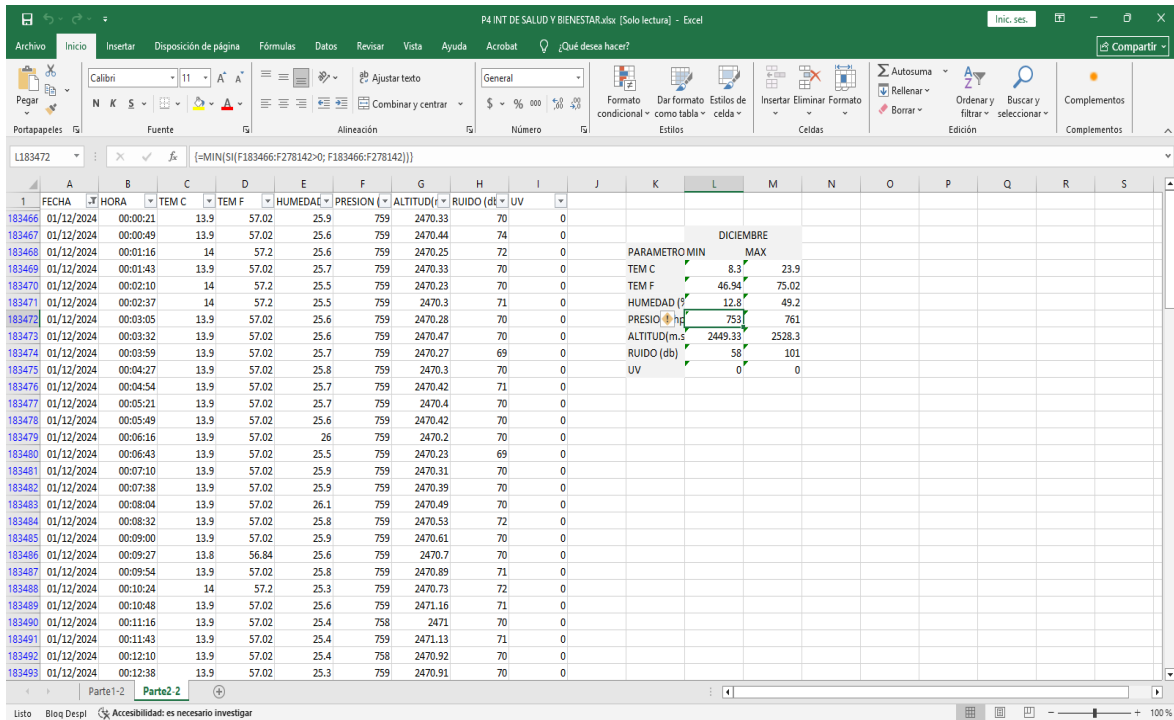 P4 INT DE SALUD Y BIENESTAR.xlsx [Solo lectura] - Excel
Inic. ses.
Archivo Inicio Insertar Disposición de página Fórmulas Datos Revisar Vista Ayuda Acrobat ¿Qué desea hacer? Compartir
Pegar
Calibri 11
N K S
Ajustar texto
Combinar y centrar
General
$ % 000
Formato condicional
Dar formato como tabla
Estilos de celda
Insertar Eliminar Formato
Autosuma
Rellenar
Borrar
Ordenar y filtrar
Buscar y seleccionar
Complementos
Portapapeles Fuente Alineación Número Estilos Celdas Edición Complementos
L183472 fx {=MIN(SI(F183466:F278142>0; F183466:F278142))}
A B C D E F G H I J K L M N O P Q R S
1 FECHA HORA TEM C TEM F HUMEDAD PRESION ( ALTITUD(r RUIDO (db UV
183466 01/12/2024 00:00:21 13.9 57.02 25.9 759 2470.33 70 0
183467 01/12/2024 00:00:49 13.9 57.02 25.6 759 2470.44 74 0 DICIEMBRE
183468 01/12/2024 00:01:16 14 57.2 25.6 759 2470.25 72 0 PARAMETRO MIN MAX
183469 01/12/2024 00:01:43 13.9 57.02 25.7 759 2470.33 70 0 TEM C 8.3 23.9
183470 01/12/2024 00:02:10 14 57.2 25.5 759 2470.23 70 0 TEM F 46.94 75.02
183471 01/12/2024 00:02:37 14 57.2 25.5 759 2470.3 71 0 HUMEDAD (% 12.8 49.2
183472 01/12/2024 00:03:05 13.9 57.02 25.6 759 2470.28 70 0 PRESIO hp 753 761
183473 01/12/2024 00:03:32 13.9 57.02 25.6 759 2470.47 70 0 ALTITUD(m.s 2449.33 2528.3
183474 01/12/2024 00:03:59 13.9 57.02 25.7 759 2470.27 69 0 RUIDO (db) 58 101
183475 01/12/2024 00:04:27 13.9 57.02 25.8 759 2470.3 70 0 UV 0 0
183476 01/12/2024 00:04:54 13.9 57.02 25.7 759 2470.42 71 0
183477 01/12/2024 00:05:21 13.9 57.02 25.7 759 2470.4 70 0
183478 01/12/2024 00:05:49 13.9 57.02 25.6 759 2470.42 70 0
183479 01/12/2024 00:06:16 13.9 57.02 26 759 2470.2 70 0
183480 01/12/2024 00:06:43 13.9 57.02 25.5 759 2470.23 69 0
183481 01/12/2024 00:07:10 13.9 57.02 25.9 759 2470.31 70 0
183482 01/12/2024 00:07:38 13.9 57.02 25.9 759 2470.39 70 0
183483 01/12/2024 00:08:04 13.9 57.02 26.1 759 2470.49 70 0
183484 01/12/2024 00:08:32 13.9 57.02 25.8 759 2470.53 72 0
183485 01/12/2024 00:09:00 13.9 57.02 25.9 759 2470.61 70 0
183486 01/12/2024 00:09:27 13.8 56.84 25.6 759 2470.7 70 0
183487 01/12/2024 00:09:54 13.9 57.02 25.8 759 2470.89 71 0
183488 01/12/2024 00:10:24 14 57.2 25.3 759 2470.73 72 0
183489 01/12/2024 00:10:48 13.9 57.02 25.6 759 2471.16 71 0
183490 01/12/2024 00:11:16 13.9 57.02 25.4 758 2471 70 0
183491 01/12/2024 00:11:43 13.9 57.02 25.4 759 2471.13 71 0
183492 01/12/2024 00:12:10 13.9 57.02 25.4 758 2470.92 70 0
183493 01/12/2024 00:12:38 13.9 57.02 25.3 759 2470.91 70 0
Parte1-2 Parte2-2
Listo Bloq Despl Accesibilidad: es necesario investigar 100 %